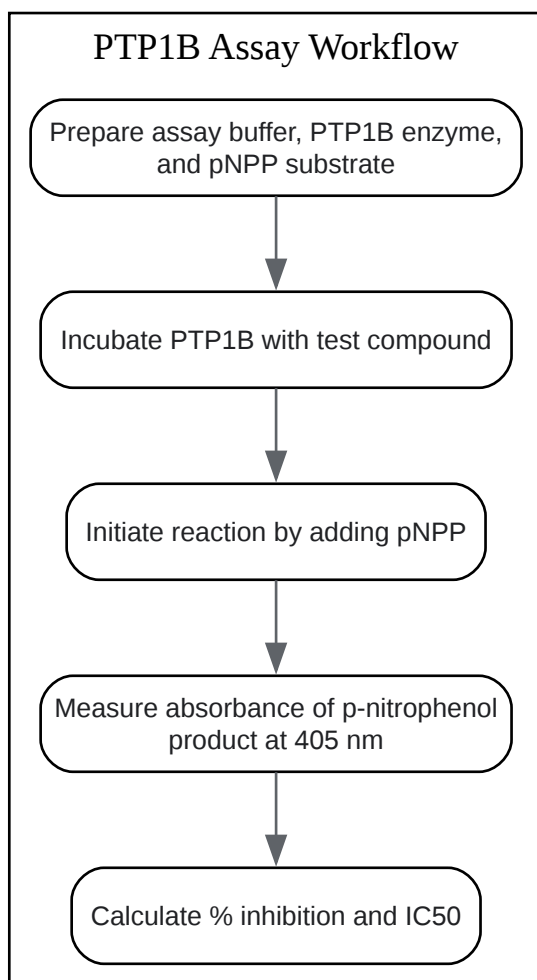 PTP1B Assay Workflow
Prepare assay buffer, PTP1B enzyme,
and pNPP substrate
Incubate PTP1B with test compound
Initiate reaction by adding pNPP
Measure absorbance of p-nitrophenol
product at 405 nm
Calculate % inhibition and IC50